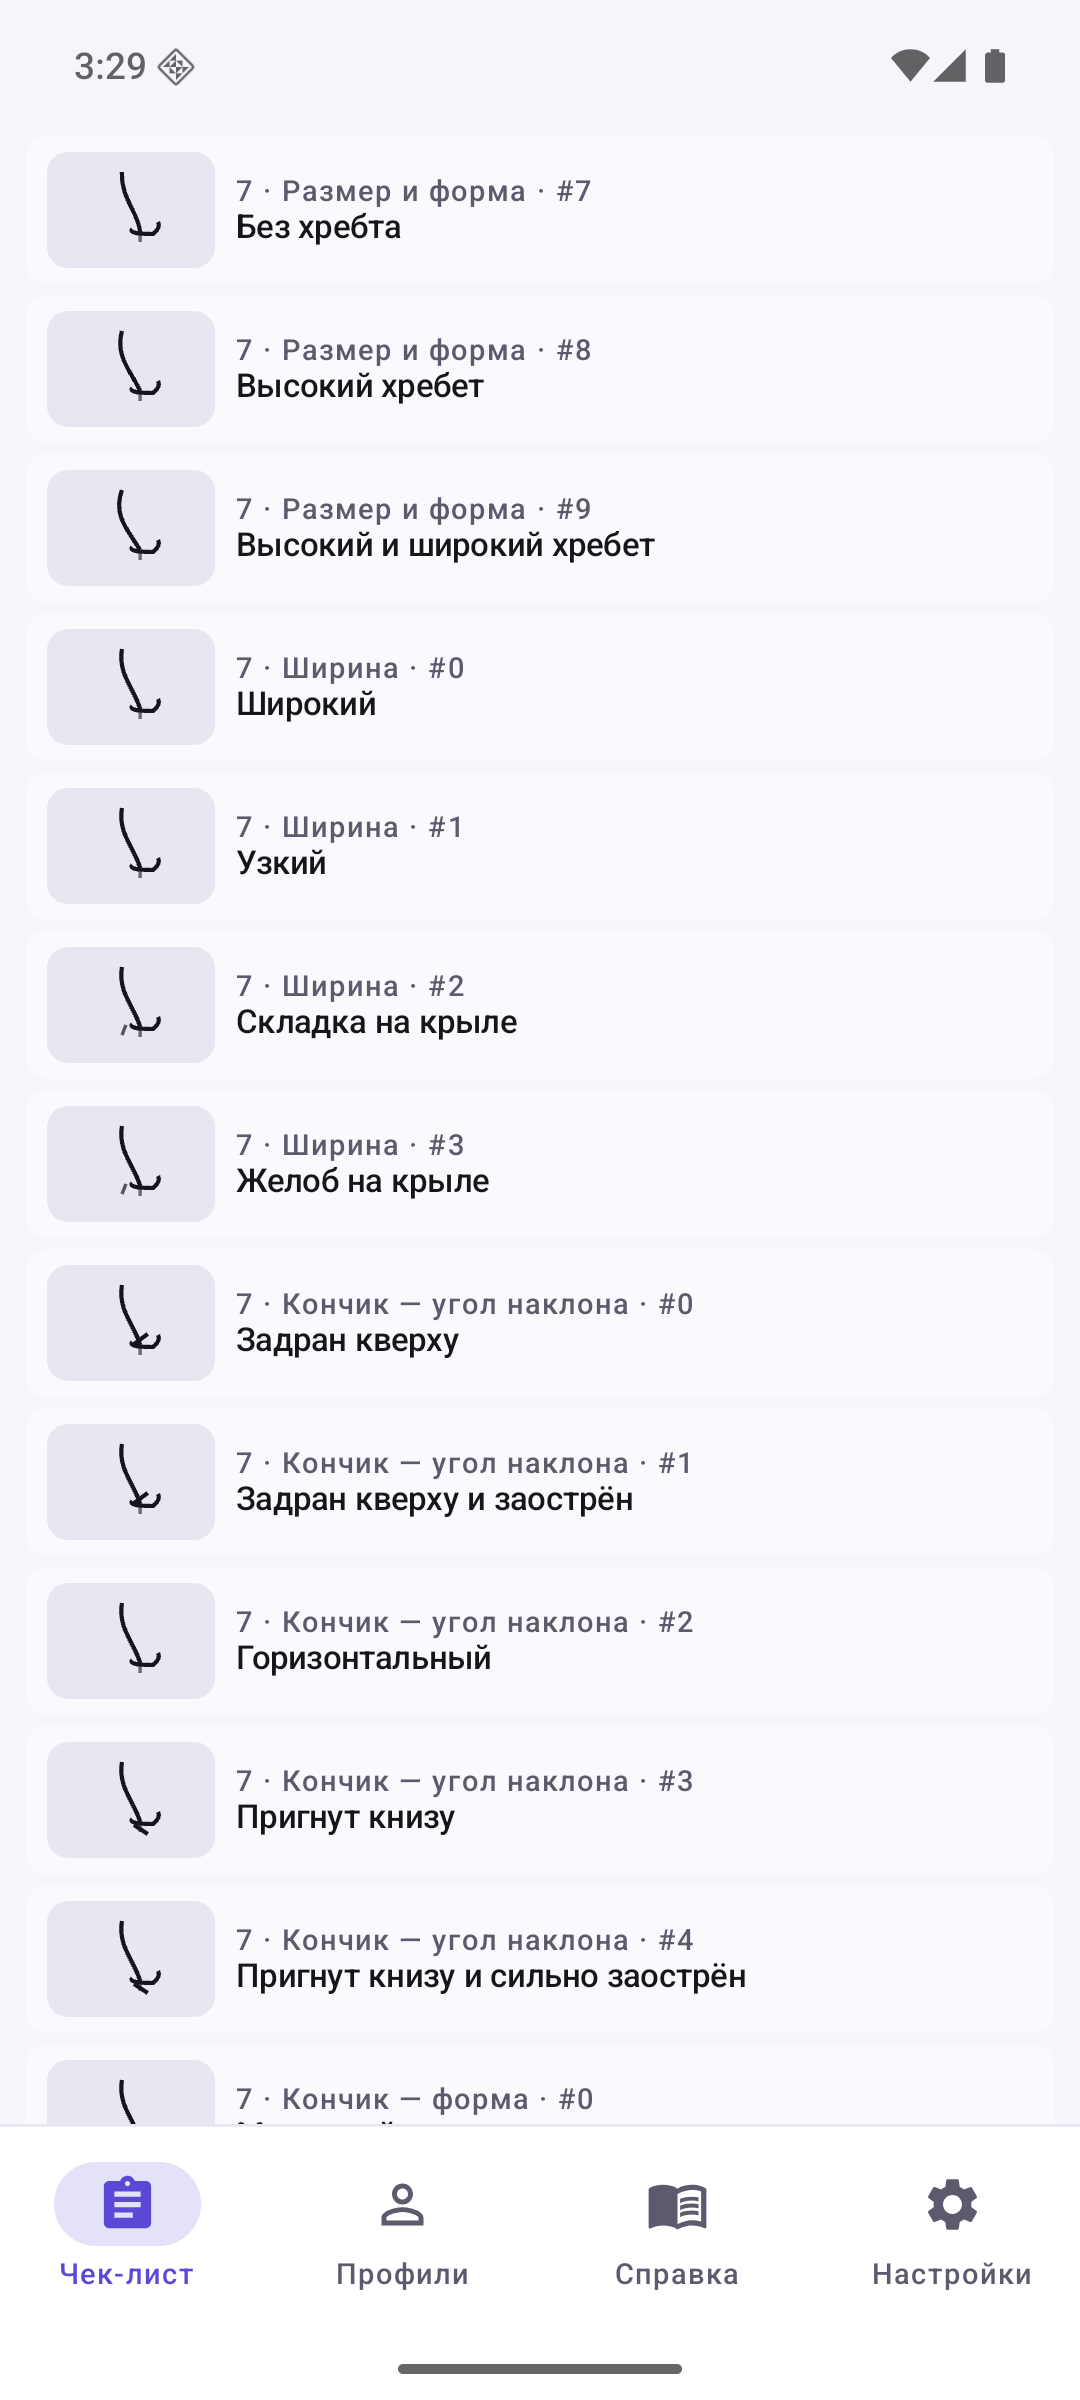 3:29
7 · Размер и форма · #7
Без хребта
7 · Размер и форма · #8
Высокий хребет
7 · Размер и форма · #9
Высокий и широкий хребет
7 · Ширина · #0
Широкий
7 · Ширина · #1
Узкий
7 · Ширина · #2
Складка на крыле
7 · Ширина · #3
Желоб на крыле
7 · Кончик — угол наклона · #0
Задран кверху
7 · Кончик — угол наклона · #1
Задран кверху и заострён
7 · Кончик — угол наклона · #2
Горизонтальный
7 · Кончик — угол наклона · #3
Пригнут книзу
7 · Кончик — угол наклона · #4
Пригнут книзу и сильно заострён
7 · Кончик — форма · #0
Чек-лист
Профили
Справка
Настройки